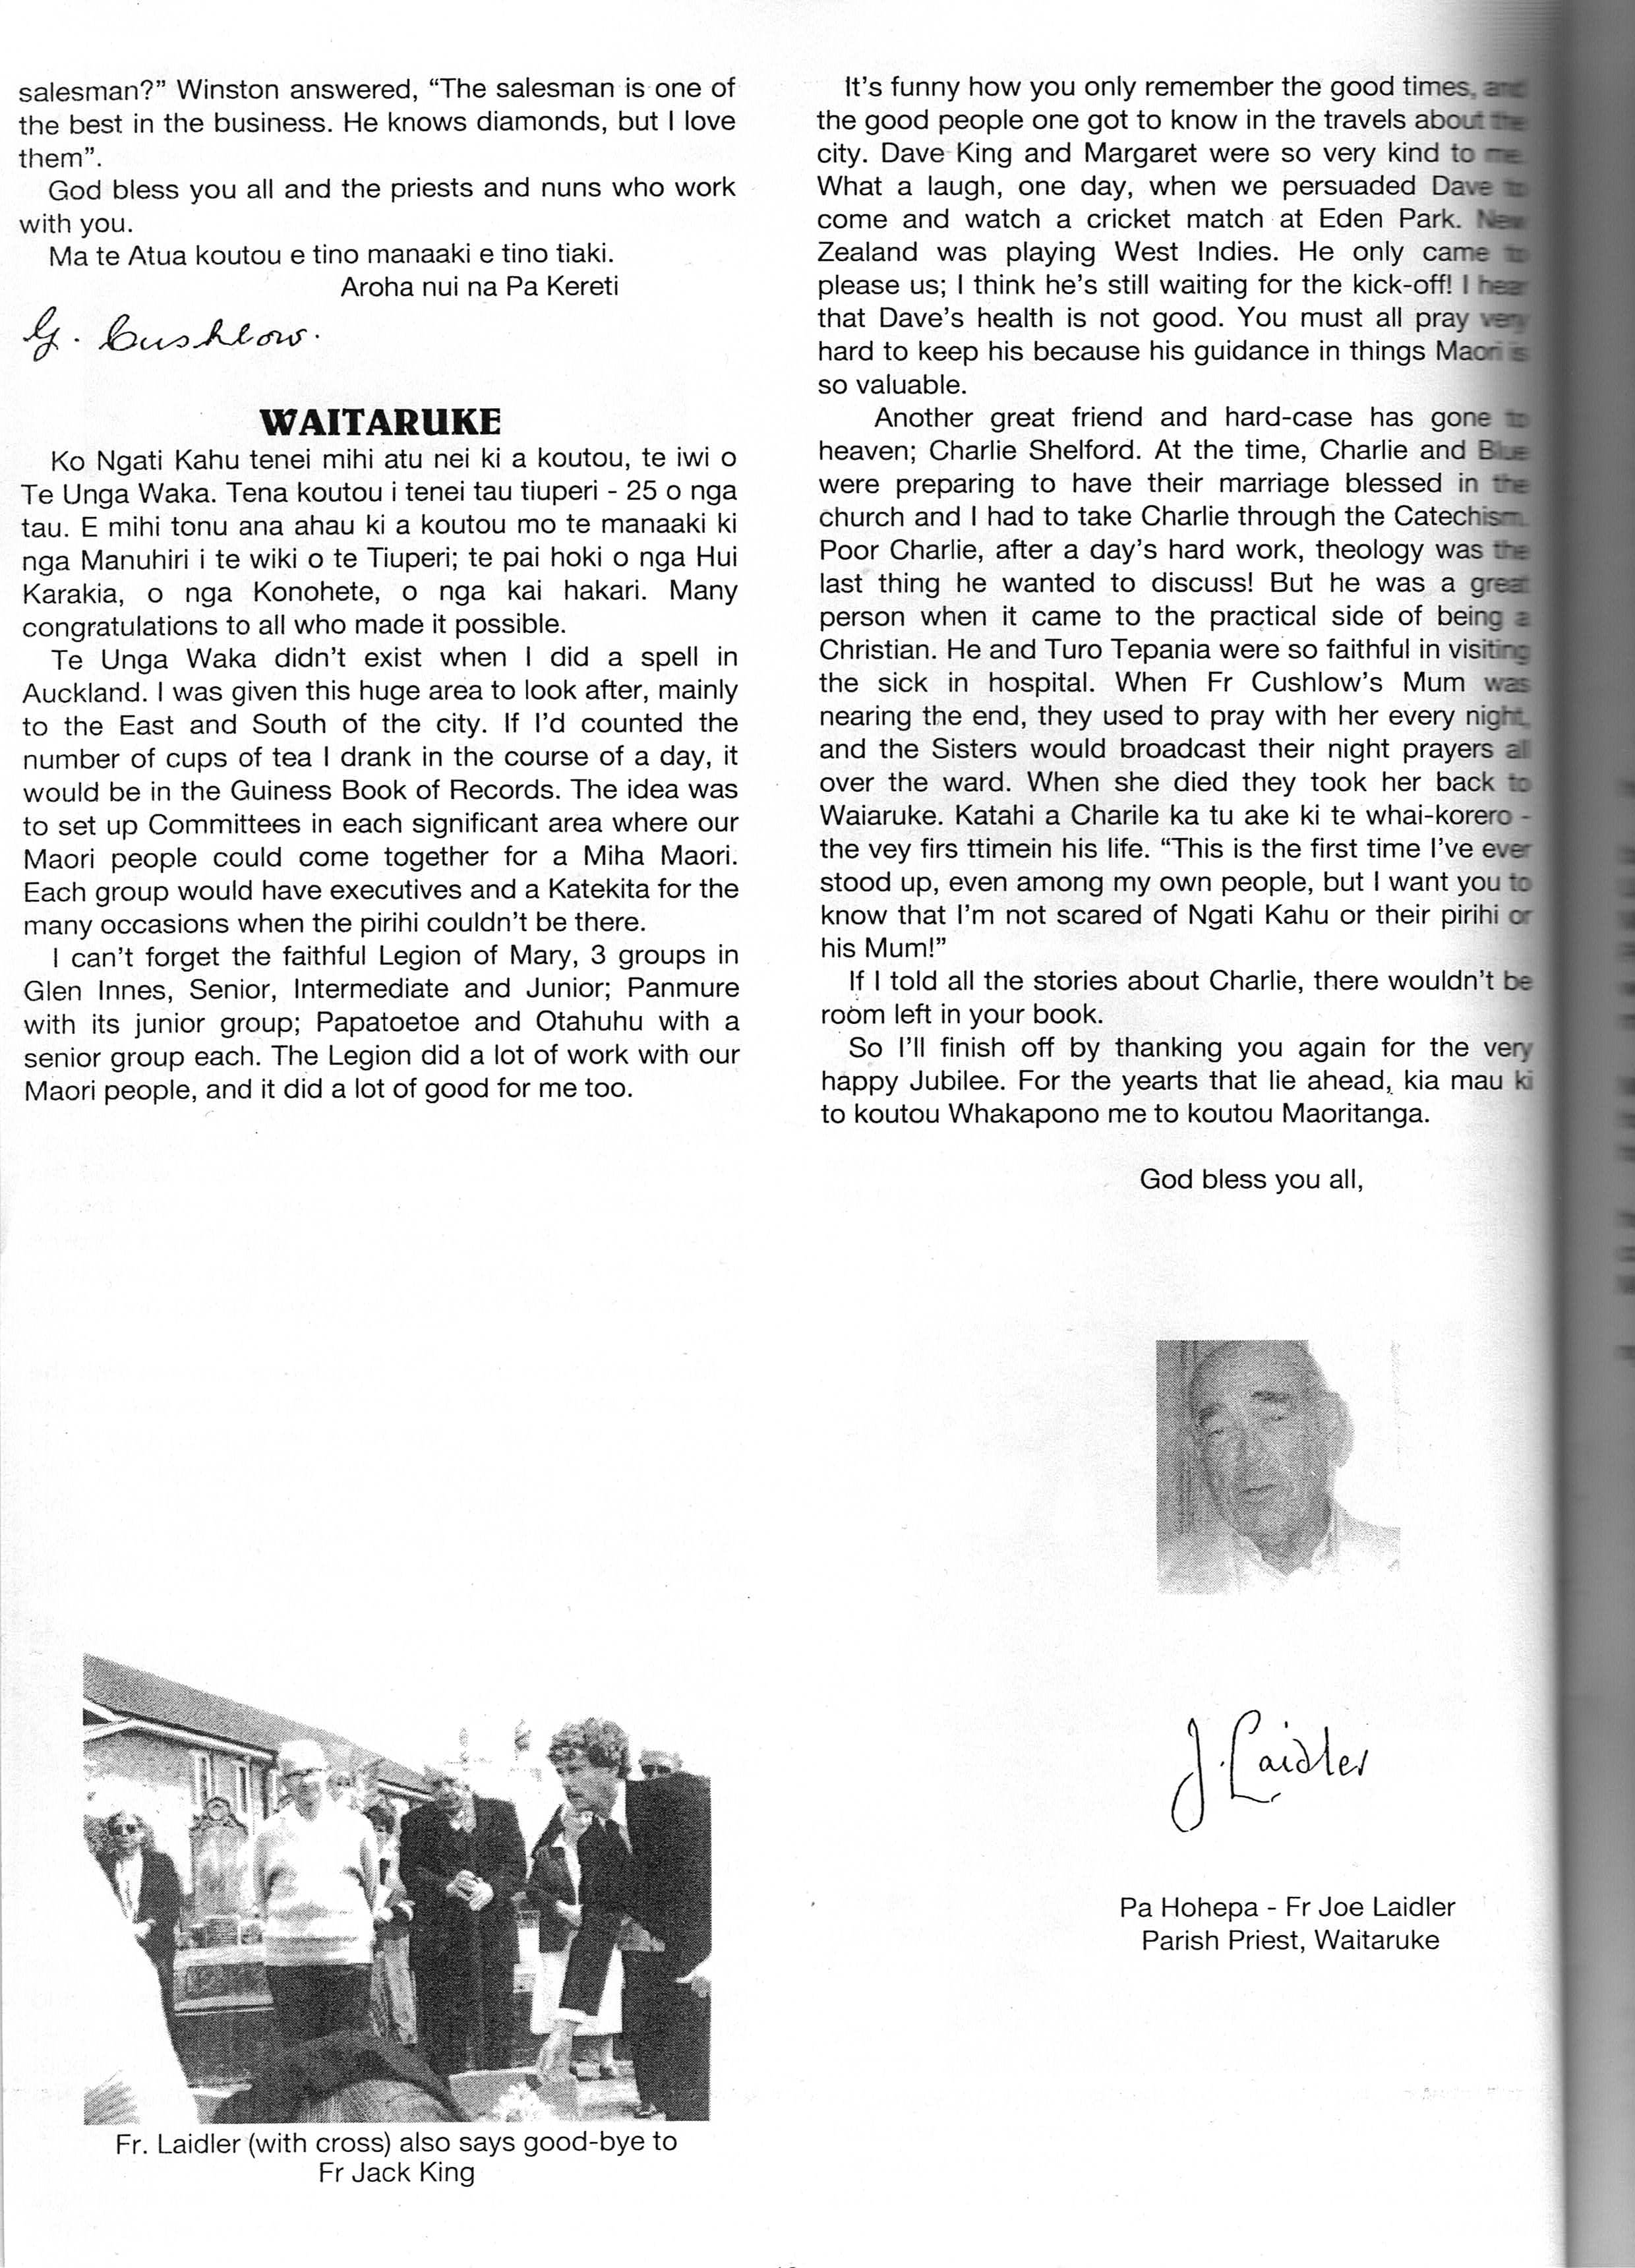 salesman?” Winston answered, “The salesman is one of
the best in the business. He knows diamonds, but I love
them”.
God bless you all and the priests and nuns who work
with you.
Ma te Atua koutou e tino manaaki e tino tiaki.
Aroha nui na Pa Kereti
G. Cushlow.
WAITARUKE
Ko Ngati Kahu tenei mihi atu nei ki a koutou, te iwi o
Te Unga Waka. Tena koutou i tenei tau tiuperi - 25 o nga
tau. E mihi tonu ana ahau ki a koutou mo te manaaki ki
nga Manuhiri i te wiki o te Tiuperi; te pai hoki o nga Hui
Karakia, o nga Konohete, o nga kai hakari. Many
congratulations to all who made it possible.
Te Unga Waka didn’t exist when I did a spell in
Auckland. I was given this huge area to look after, mainly
to the East and South of the city. If I’d counted the
number of cups of tea I drank in the course of a day, it
would be in the Guiness Book of Records. The idea was
to set up Committees in each significant area where our
Maori people could come together for a Miha Maori.
Each group would have executives and a Katekita for the
many occasions when the pirihi couldn’t be there.
I can’t forget the faithful Legion of Mary, 3 groups in
Glen Innes, Senior, Intermediate and Junior; Panmure
with its junior group; Papatoetoe and Otahuhu with a
senior group each. The Legion did a lot of work with our
Maori people, and it did a lot of good for me too.
Fr. Laidler (with cross) also says good-bye to
Fr Jack King
It’s funny how you only remember the good times, and
the good people one got to know in the travels about the
city. Dave King and Margaret were so very kind to me.
What a laugh, one day, when we persuaded Dave to
come and watch a cricket match at Eden Park. New
Zealand was playing West Indies. He only came to
please us; I think he’s still waiting for the kick-off! I hear
that Dave’s health is not good. You must all pray very
hard to keep his because his guidance in things Maori is
so valuable.
Another great friend and hard-case has gone to
heaven; Charlie Shelford. At the time, Charlie and Blue
were preparing to have their marriage blessed in the
church and I had to take Charlie through the Catechism.
Poor Charlie, after a day’s hard work, theology was the
last thing he wanted to discuss! But he was a great
person when it came to the practical side of being a
Christian. He and Turo Tepania were so faithful in visiting
the sick in hospital. When Fr Cushlow’s Mum was
nearing the end, they used to pray with her every night,
and the Sisters would broadcast their night prayers all
over the ward. When she died they took her back to
Waiaruke. Katahi a Charile ka tu ake ki te whai-korero -
the vey firs ttimein his life. “This is the first time I’ve ever
stood up, even among my own people, but I want you to
know that I’m not scared of Ngati Kahu or their pirihi or
his Mum!”
If I told all the stories about Charlie, there wouldn’t be
room left in your book.
So I’ll finish off by thanking you again for the very
happy Jubilee. For the yearts that lie ahead, kia mau ki
to koutou Whakapono me to koutou Maoritanga.
God bless you all,
J. Laidler
Pa Hohepa - Fr Joe Laidler
Parish Priest, Waitaruke